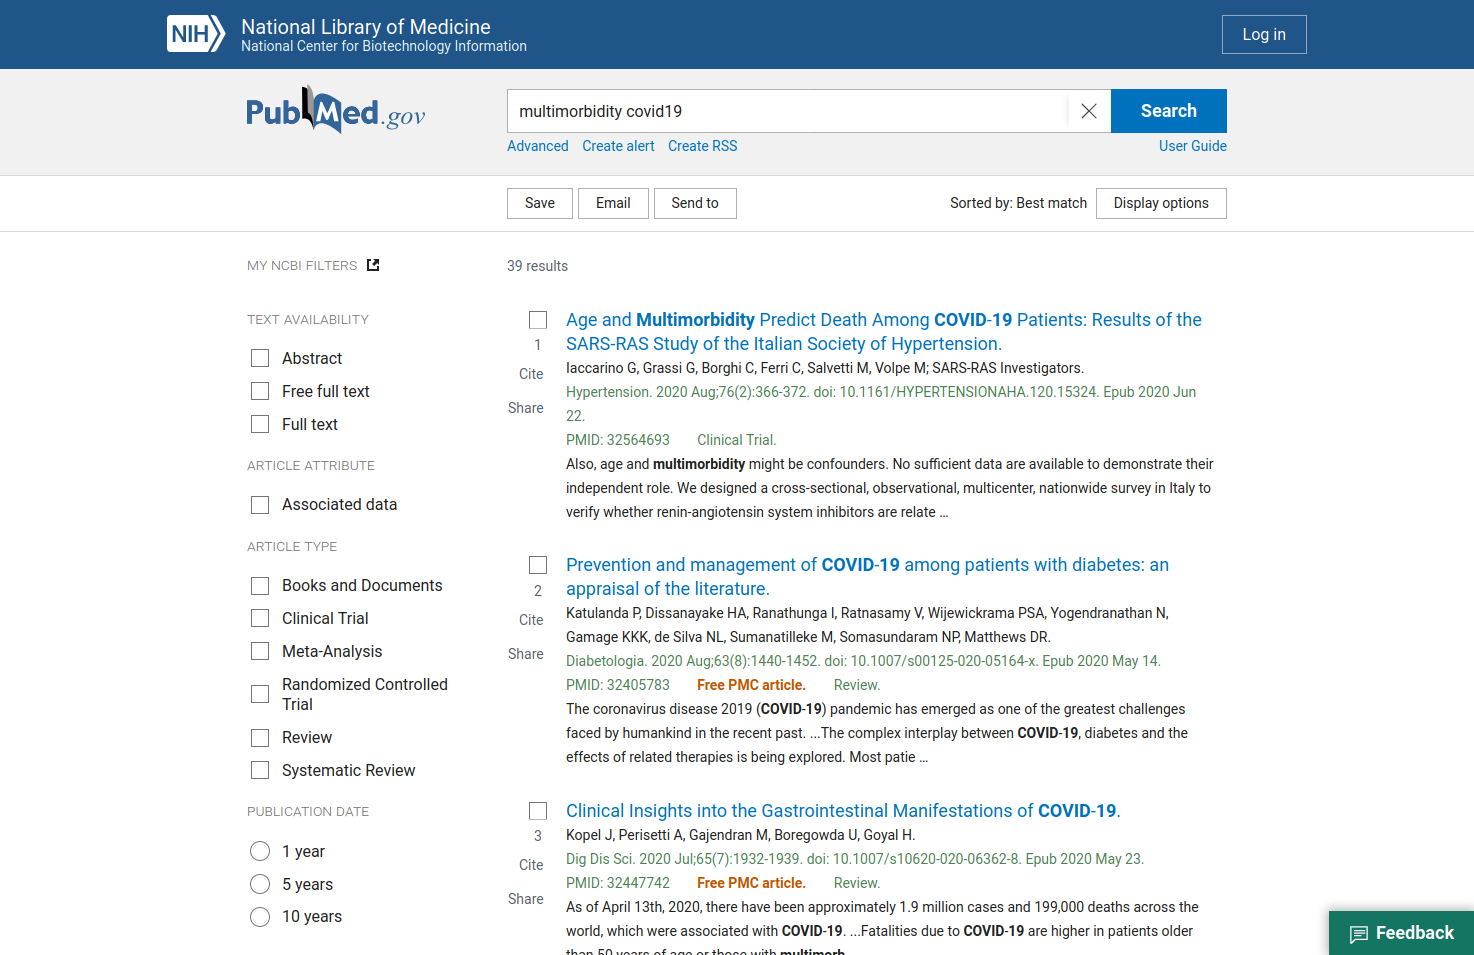 NIH National Library of Medicine
National Center for Biotechnology Information
Log in
PubMed.gov
multimorbidity covid19
Search
Advanced Create alert Create RSS
User Guide
Save Email Send to
Sorted by: Best match Display options
MY NCBI FILTERS
39 results
TEXT AVAILABILITY
Abstract
Free full text
Full text
ARTICLE ATTRIBUTE
Associated data
ARTICLE TYPE
Books and Documents
Clinical Trial
Meta-Analysis
Randomized Controlled
Trial
Review
Systematic Review
PUBLICATION DATE
1 year
5 years
10 years
1
Cite
Share
Age and Multimorbidity Predict Death Among COVID-19 Patients: Results of the
SARS-RAS Study of the Italian Society of Hypertension.
Iaccarino G, Grassi G, Borghi C, Ferri C, Salvetti M, Volpe M; SARS-RAS Investigators.
Hypertension. 2020 Aug;76(2):366-372. doi: 10.1161/HYPERTENSIONAHA.120.15324. Epub 2020 Jun
22.
PMID: 32564693 Clinical Trial.
Also, age and multimorbidity might be confounders. No sufficient data are available to demonstrate their
independent role. We designed a cross-sectional, observational, multicenter, nationwide survey in Italy to
verify whether renin-angiotensin system inhibitors are relate …
2
Cite
Share
Prevention and management of COVID-19 among patients with diabetes: an
appraisal of the literature.
Katulanda P, Dissanayake HA, Ranathunga I, Ratnasamy V, Wijewickrama PSA, Yogendranathan N,
Gamage KKK, de Silva NL, Sumanatilleke M, Somasundaram NP, Matthews DR.
Diabetologia. 2020 Aug;63(8):1440-1452. doi: 10.1007/s00125-020-05164-x. Epub 2020 May 14.
PMID: 32405783 Free PMC article. Review.
The coronavirus disease 2019 (COVID-19) pandemic has emerged as one of the greatest challenges
faced by humankind in the recent past. ...The complex interplay between COVID-19, diabetes and the
effects of related therapies is being explored. Most patie …
3
Cite
Share
Clinical Insights into the Gastrointestinal Manifestations of COVID-19.
Kopel J, Perisetti A, Gajendran M, Boregowda U, Goyal H.
Dig Dis Sci. 2020 Jul;65(7):1932-1939. doi: 10.1007/s10620-020-06362-8. Epub 2020 May 23.
PMID: 32447742 Free PMC article. Review.
As of April 13th, 2020, there have been approximately 1.9 million cases and 199,000 deaths across the
world, which were associated with COVID-19. ...Fatalities due to COVID-19 are higher in patients older
than 50 years of age or those with multimorb
Feedback